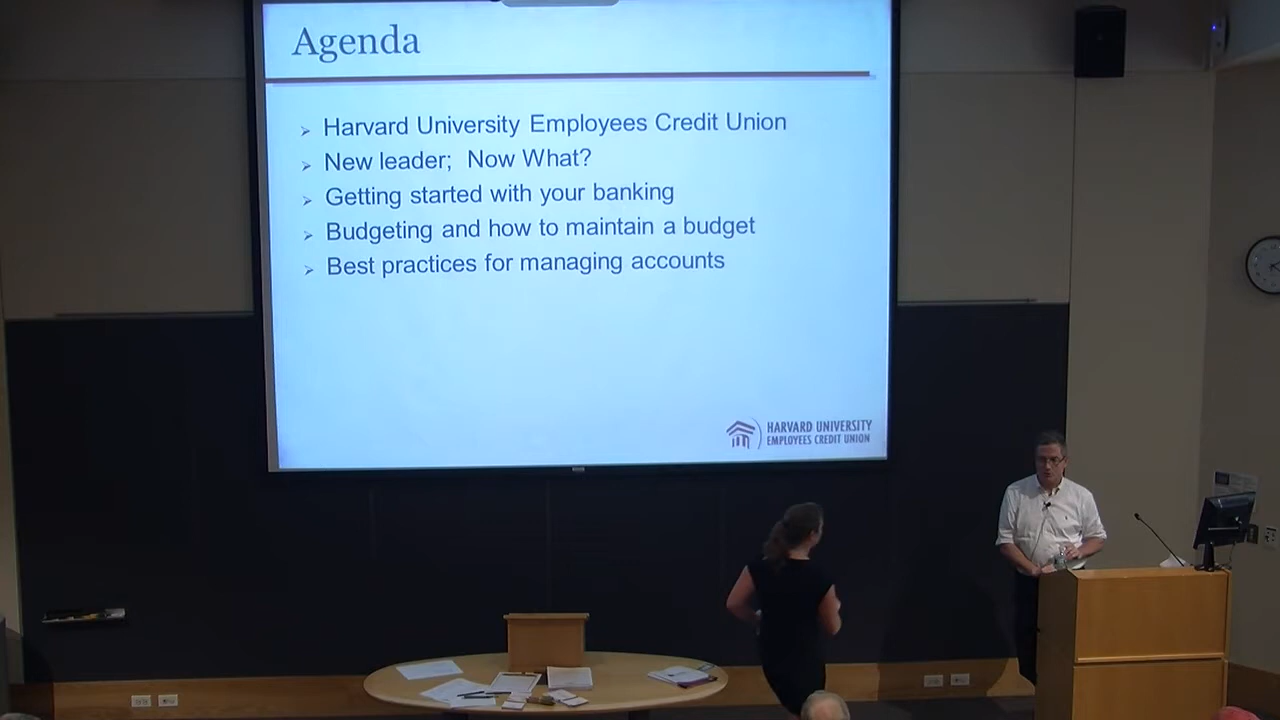 Agenda
Harvard University Employees Credit Union
New leader; Now What?
Getting started with your banking
Budgeting and how to maintain a budget
Best practices for managing accounts
HARVARD UNIVERSITY
EMPLOYEES CREDIT UNION